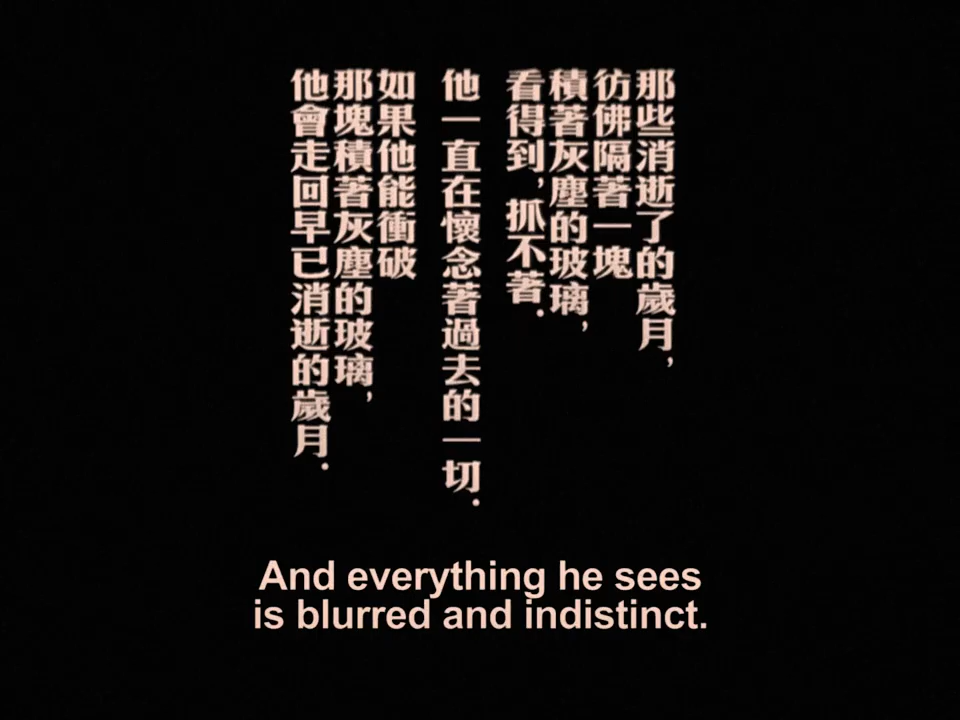 那些消逝了的歲月，
彷佛隔著一塊
積著灰塵的玻璃，
看得到，抓不著．
他一直在懷念著過去的一切．
如果他能衝破
那塊積著灰塵的玻璃，
他會走回早已消逝的歲月．
And everything he sees
is blurred and indistinct.